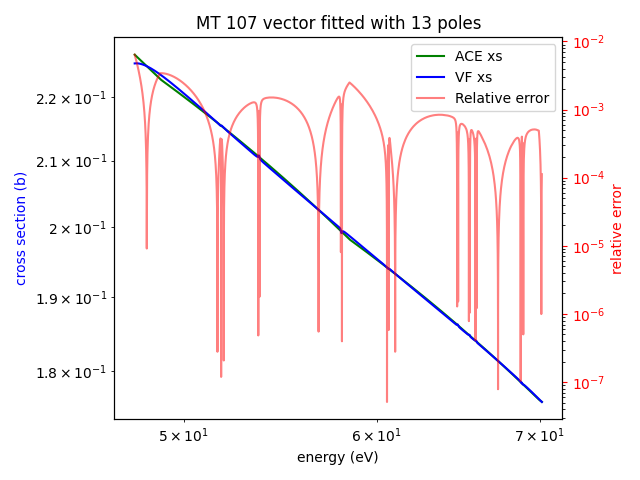 MT 107 vector fitted with 13 poles
ACE xs
VF xs
Relative error
cross section (b)
2.2 × 10⁻¹
2.1 × 10⁻¹
2 × 10⁻¹
1.9 × 10⁻¹
1.8 × 10⁻¹
10⁻²
10⁻³
10⁻⁴
10⁻⁵
10⁻⁶
10⁻⁷
relative error
5 × 10¹
6 × 10¹
7 × 10¹
energy (eV)